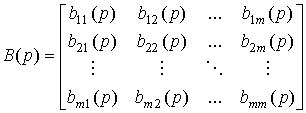 B(p) = [ b₁₁(p) b₁₂(p) ... b₁ₘ(p)
b₂₁(p) b₂₂(p) ... b₂ₘ(p)
⋮ ⋮ ⋱ ⋮
bₘ₁(p) bₘ₂(p) ... bₘₘ(p) ]